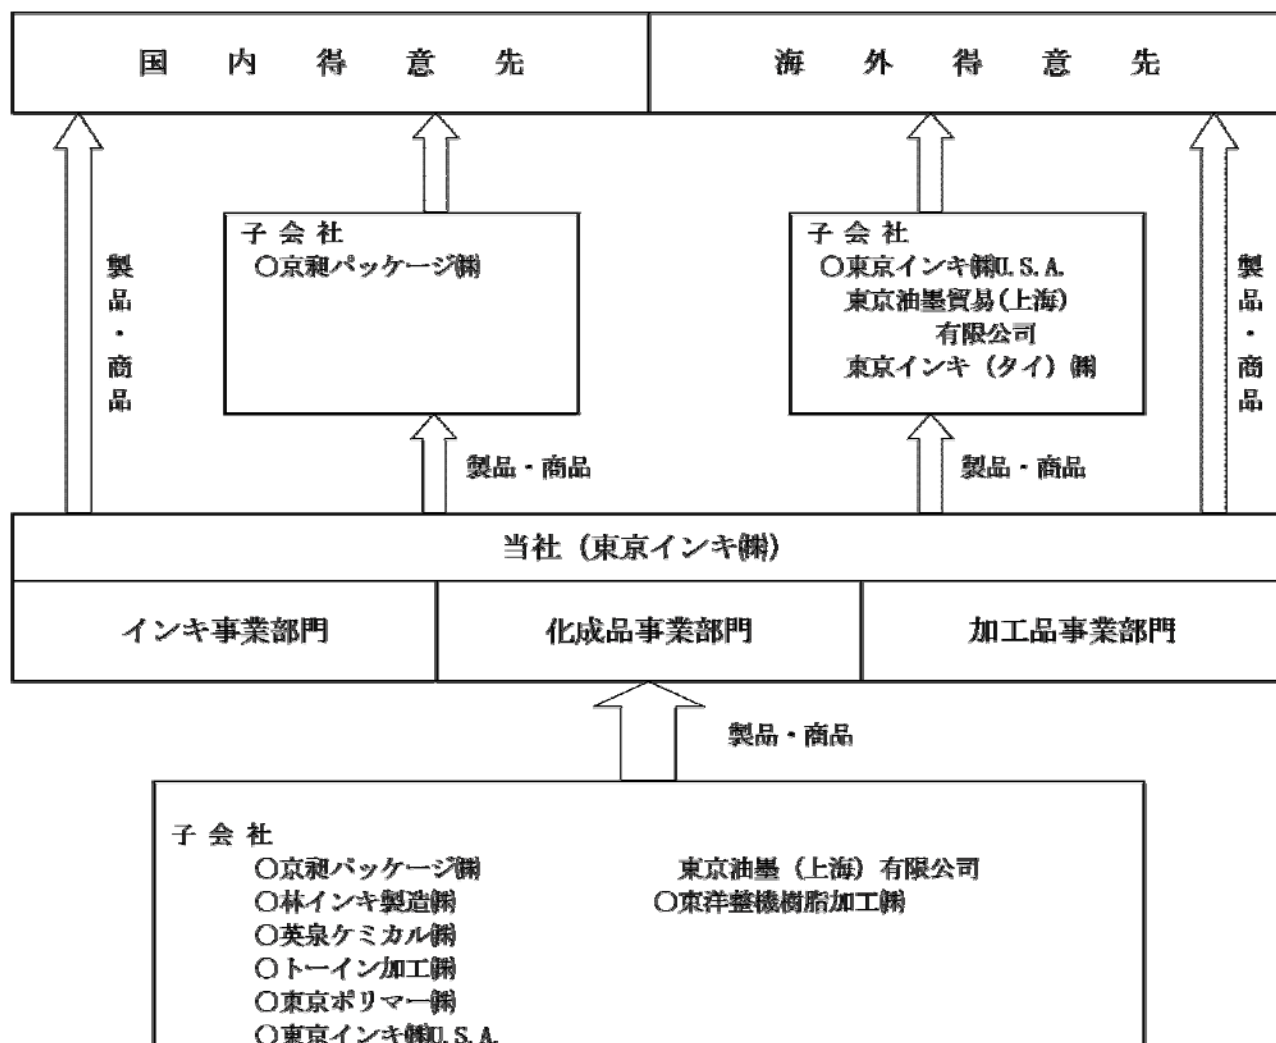 国内得意先
海外得意先
子会社
○京昶パッケージ㈱
子会社
○東京インキ㈱U.S.A.
東京油墨貿易(上海)
有限公司
東京インキ（タイ）㈱
製品・商品
製品・商品
製品・商品
製品・商品
当社（東京インキ㈱）
インキ事業部門
化成品事業部門
加工品事業部門
製品・商品
子会社
○京昶パッケージ㈱
東京油墨（上海）有限公司
○林インキ製造㈱
○東洋整機樹脂加工㈱
○英泉ケミカル㈱
○トーイン加工㈱
○東京ポリマー㈱
○東京インキ㈱U.S.A.